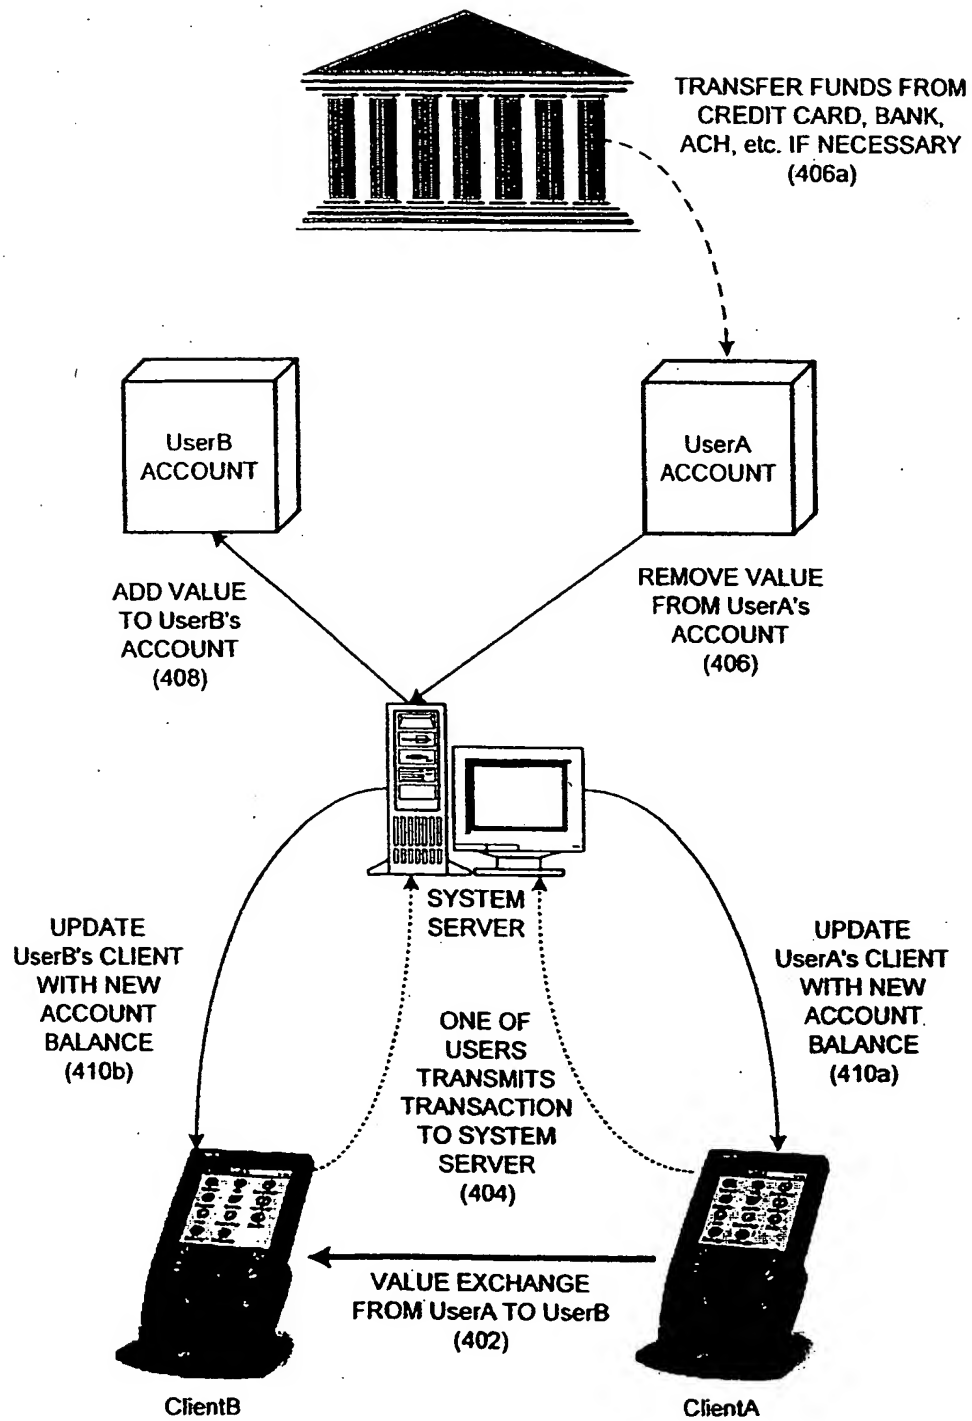 TRANSFER FUNDS FROM
CREDIT CARD, BANK,
ACH, etc. IF NECESSARY
(406a)
UserB
ACCOUNT
UserA
ACCOUNT
ADD VALUE
TO UserB's
ACCOUNT
(408)
REMOVE VALUE
FROM UserA's
ACCOUNT
(406)
SYSTEM
SERVER
UPDATE
UserB's CLIENT
WITH NEW
ACCOUNT
BALANCE
(410b)
UPDATE
UserA's CLIENT
WITH NEW
ACCOUNT
BALANCE
(410a)
ONE OF
USERS
TRANSMITS
TRANSACTION
TO SYSTEM
SERVER
(404)
VALUE EXCHANGE
FROM UserA TO UserB
(402)
ClientB
ClientA